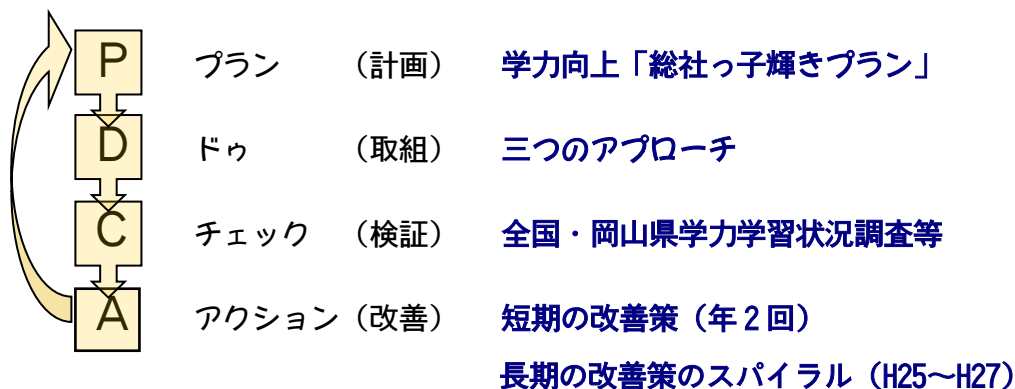 P プラン （計画） 学力向上「総社っ子輝きプラン」
D ドゥ （取組） 三つのアプローチ
C チェック （検証） 全国・岡山県学力学習状況調査等
A アクション（改善） 短期の改善策（年２回）
長期の改善策のスパイラル（H25～H27）